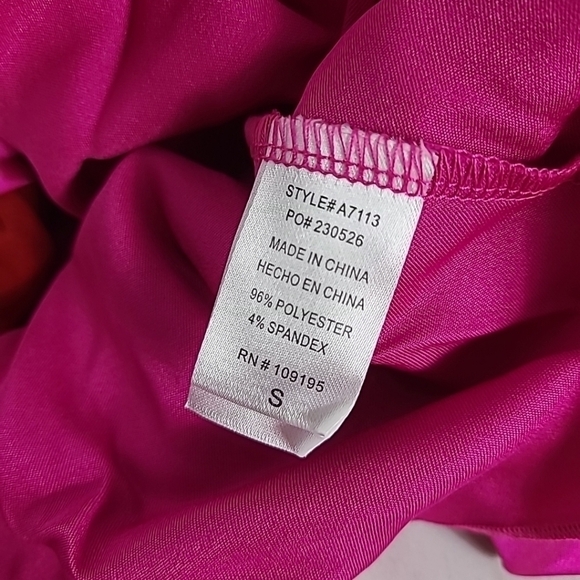 STYLE# A7113
PO# 230526
MADE IN CHINA
HECHO EN CHINA
96% POLYESTER
4% SPANDEX
RN # 109195
S